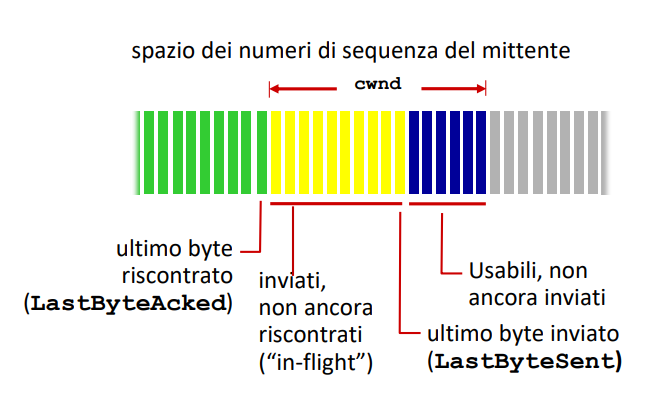 spazio dei numeri di sequenza del mittente
cwnd
ultimo byte
riscontrato
(LastByteAcked)
inviati,
non ancora
riscontrati
(“in-flight”)
Usabili, non
ancora inviati
ultimo byte inviato
(LastByteSent)